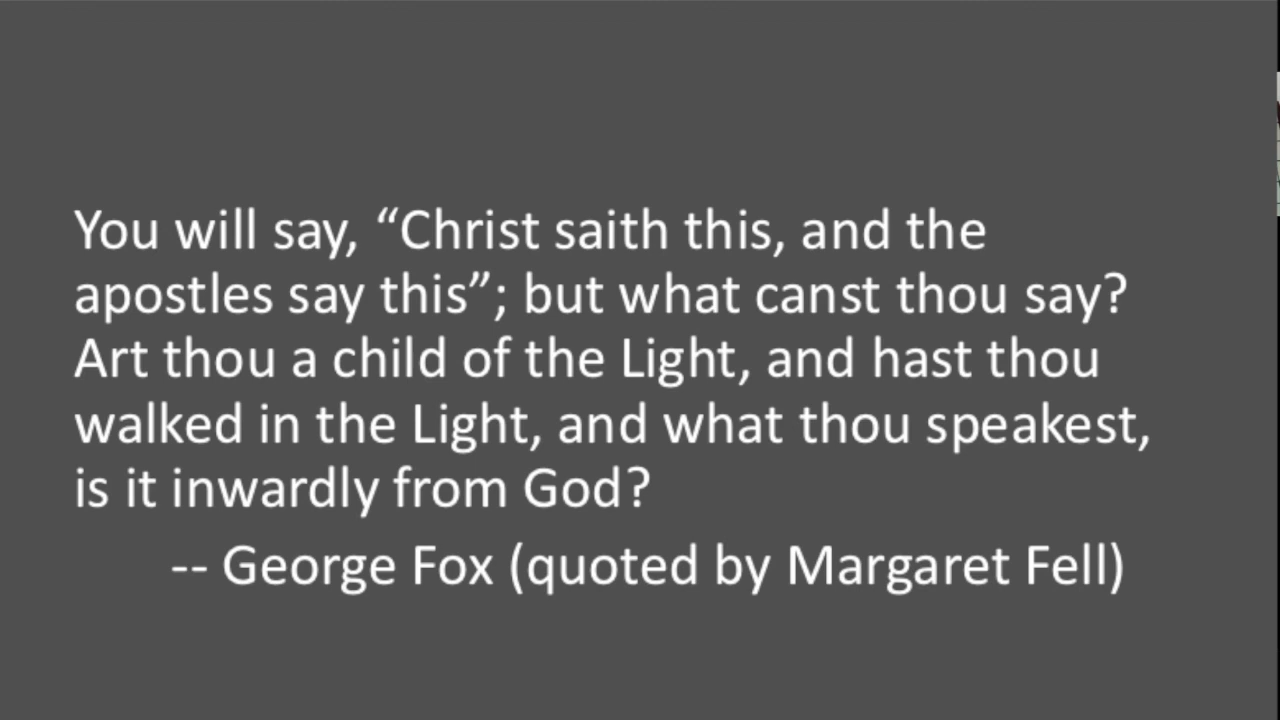 You will say, “Christ saith this, and the
apostles say this”; but what canst thou say?
Art thou a child of the Light, and hast thou
walked in the Light, and what thou speakest,
is it inwardly from God?
-- George Fox (quoted by Margaret Fell)